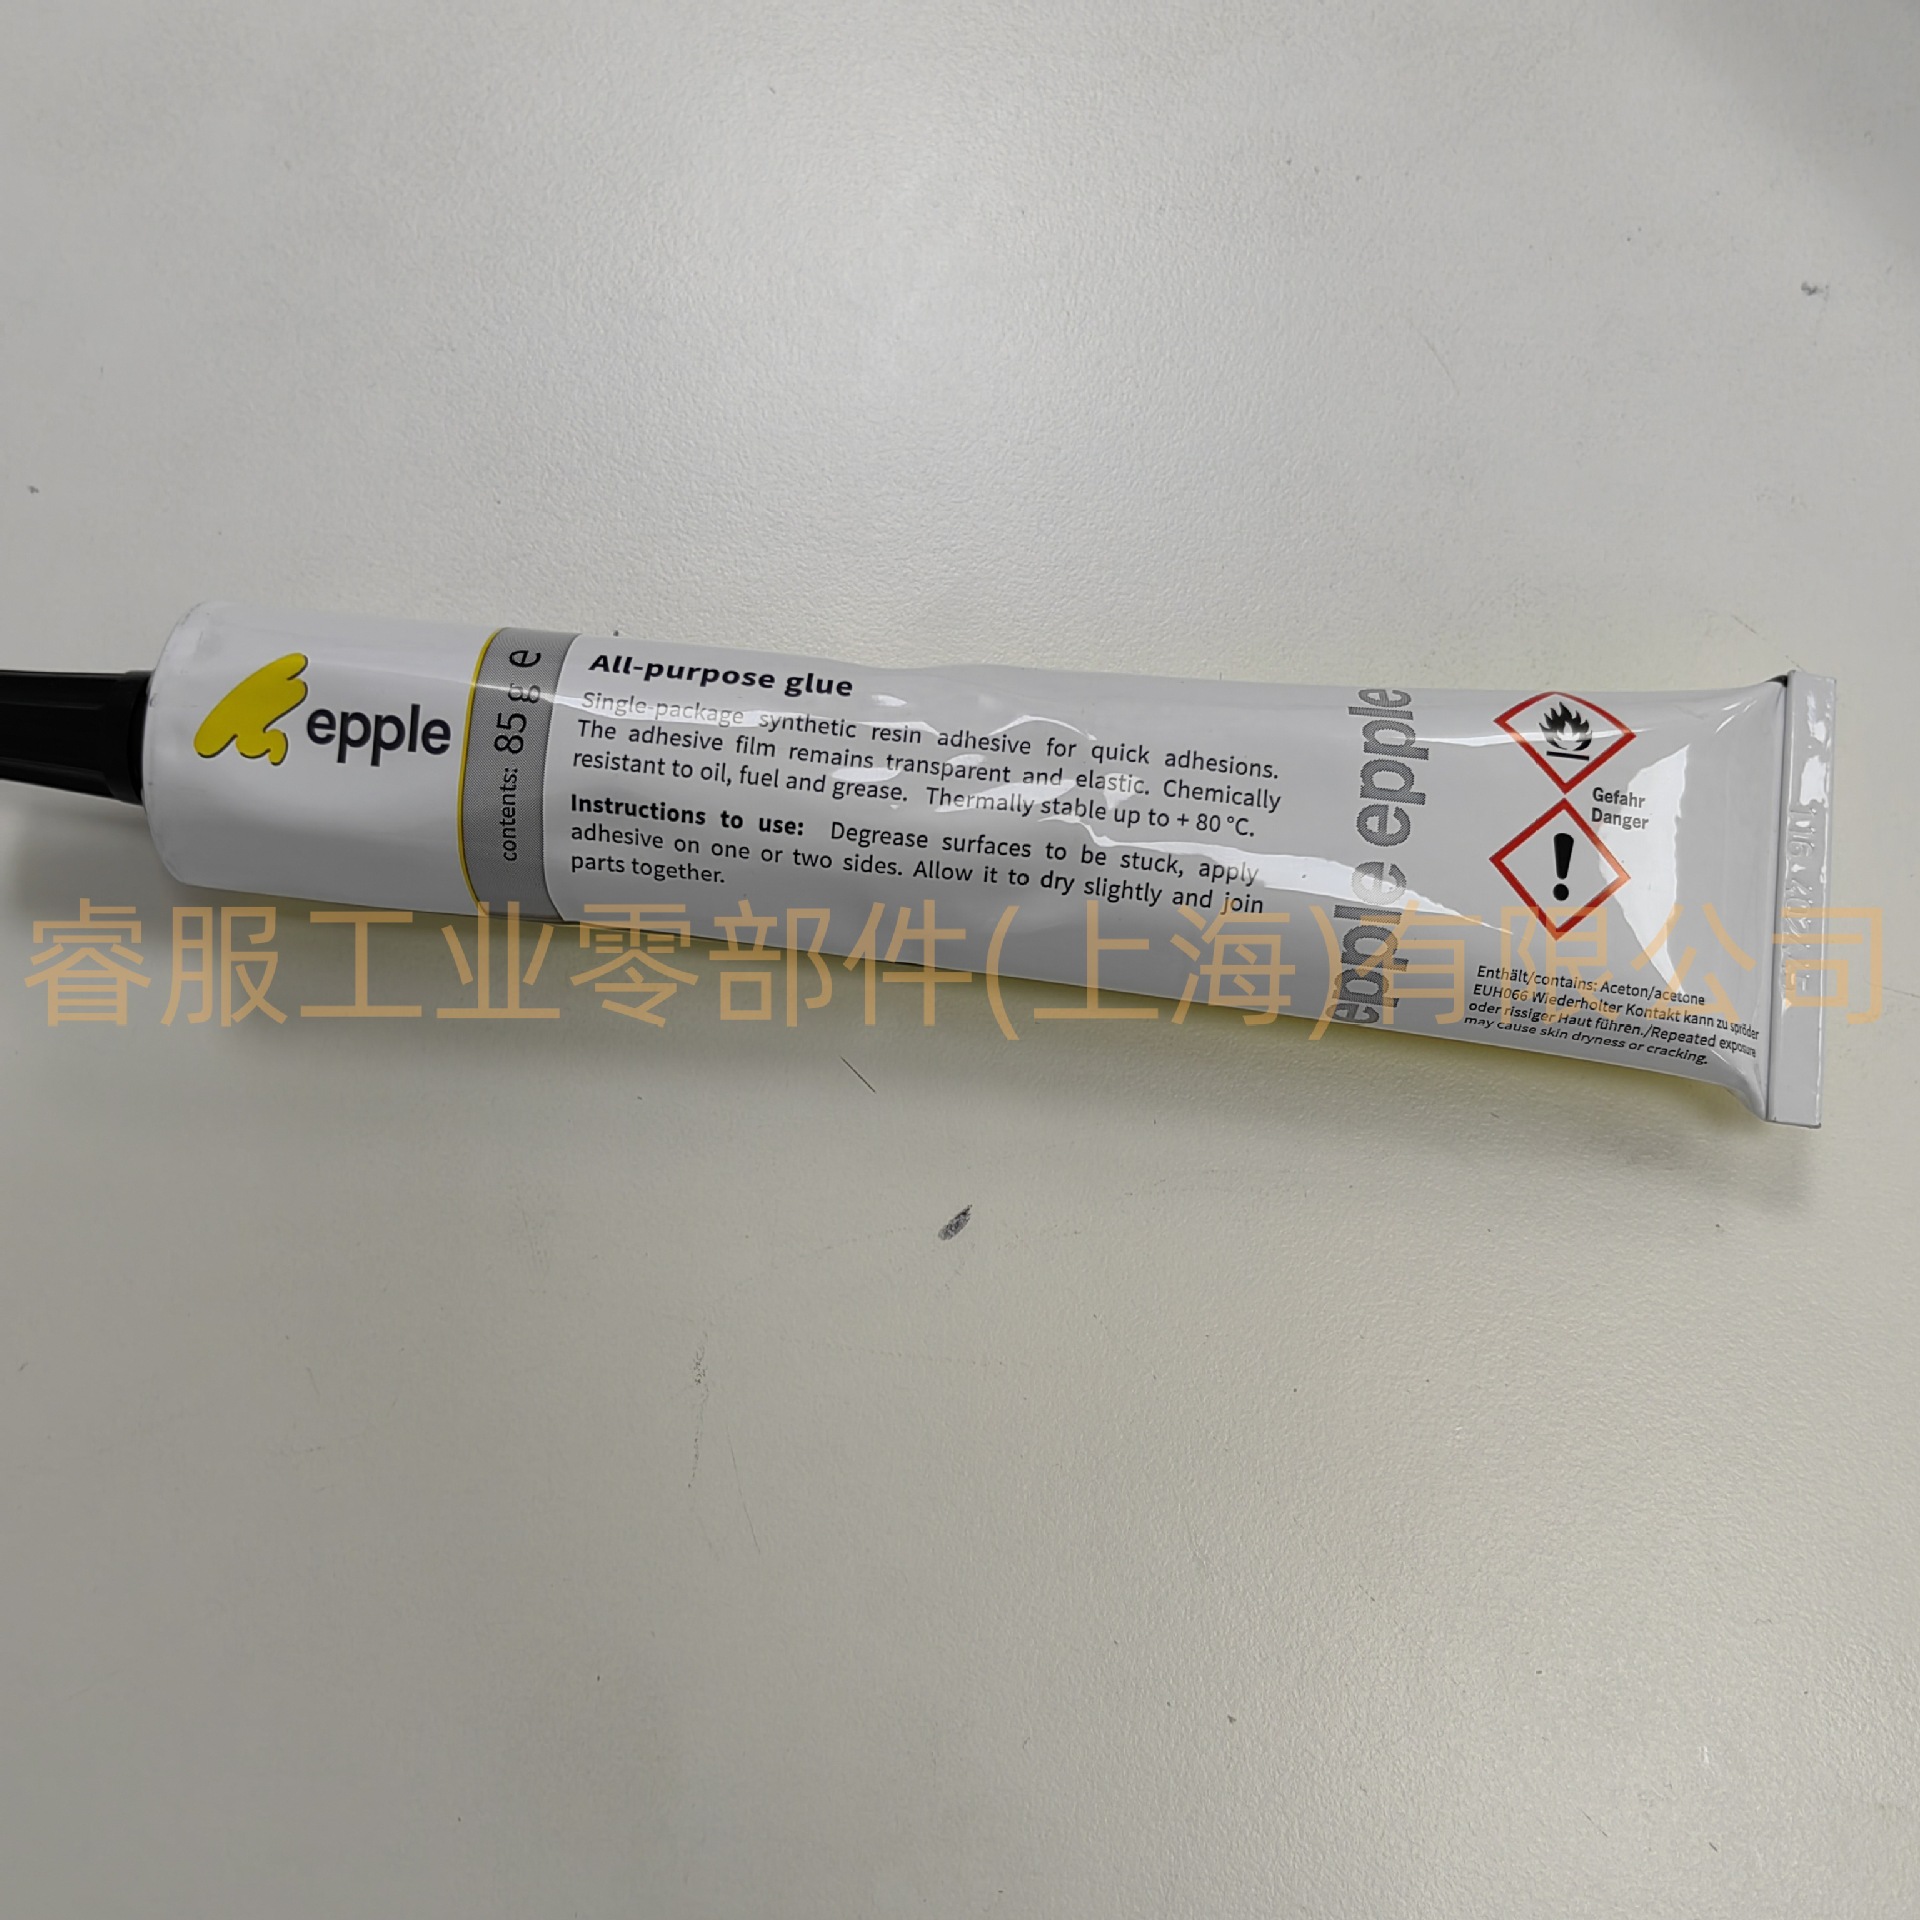 epple
contents: 85 g e
All-purpose glue
Single-package synthetic resin adhesive for quick adhesions.
The adhesive film remains transparent and elastic. Chemically
resistant to oil, fuel and grease. Thermally stable up to + 80 °C.
Instructions to use: Degrease surfaces to be stuck, apply
adhesive on one or two sides. Allow it to dry slightly and join
parts together.
epple epple epple
Gefahr
Danger
Enthält/contains: Aceton/acetone
EUH066 Wiederholter Kontakt kann zu spröder
oder rissiger Haut führen./Repeated exposure
may cause skin dryness or cracking.
睿服工业零部件(上海)有限公司